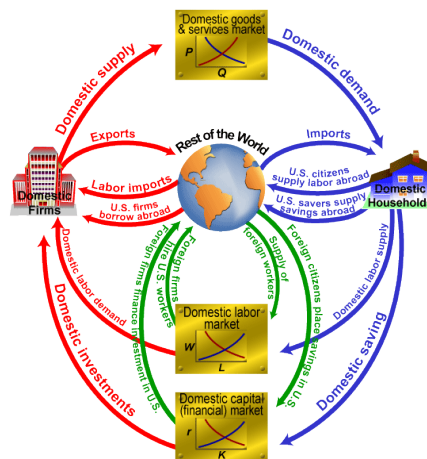 Domestic goods
& services market
P
Q
Domestic supply
Domestic demand
Rest of the World
Exports
Imports
Labor imports
U.S. firms
borrow abroad
U.S. citizens
supply labor abroad
U.S. savers supply
savings abroad
Domestic
Firms
Domestic
Household
Domestic labor demand
Domestic investments
Foreign firms finance investment in U.S.
Foreign firms
hire U.S. workers
Supply of
foreign workers
Foreign citizens place savings in U.S.
Domestic labor supply
Domestic saving
Domestic labor
market
W
L
Domestic capital
(financial) market
r
K